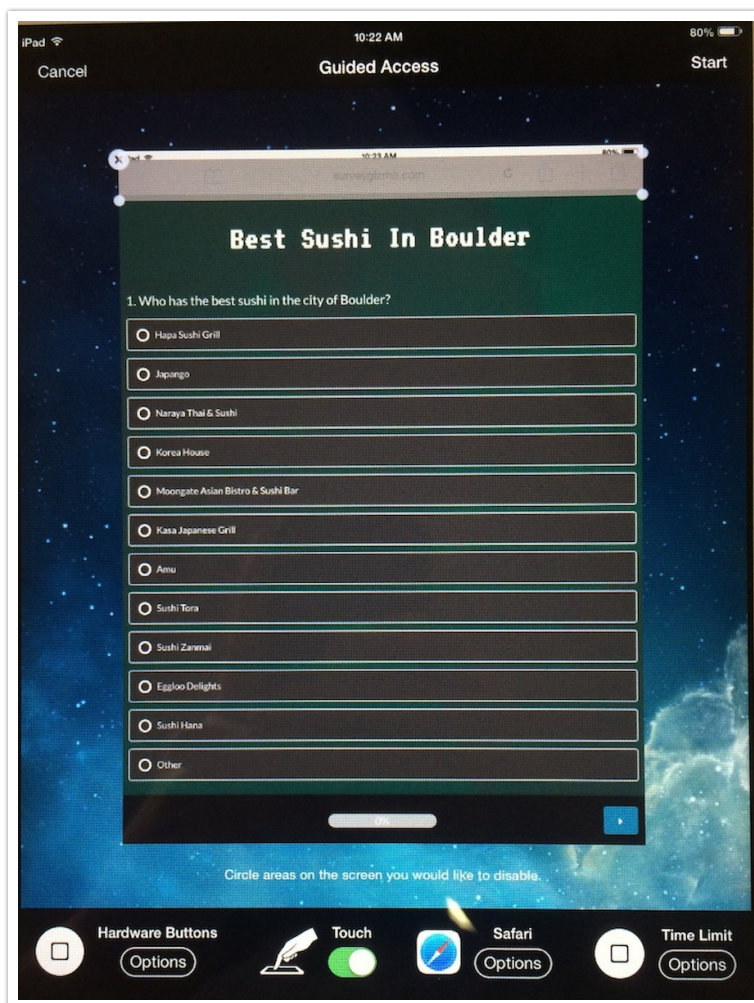 iPad 10:22 AM 80%
Cancel Guided Access Start
iPad 10:23 AM 80%
surveygizmo.com
Best Sushi In Boulder
1. Who has the best sushi in the city of Boulder?
Hapa Sushi Grill
Japango
Naraya Thai & Sushi
Korea House
Moongate Asian Bistro & Sushi Bar
Kasa Japanese Grill
Amu
Sushi Tora
Sushi Zanmai
Eggloo Delights
Sushi Hana
Other
0%
Circle areas on the screen you would like to disable.
Hardware Buttons Touch Safari Time Limit
Options Options Options